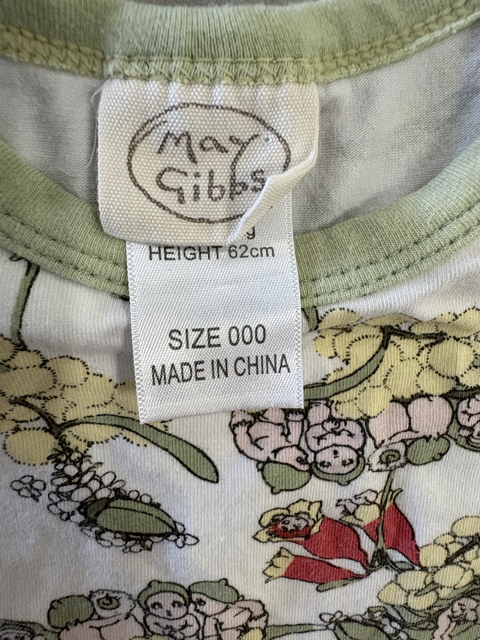 May
Gibbs
g
HEIGHT 62cm
SIZE 000
MADE IN CHINA